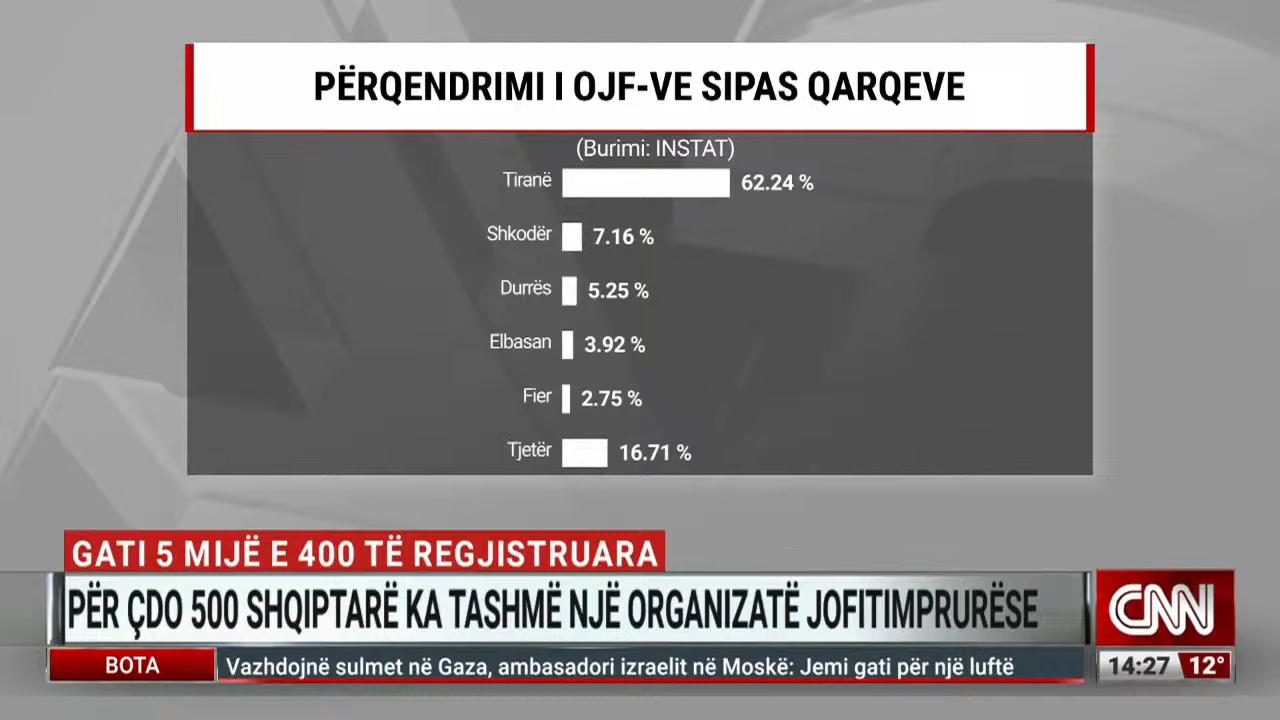 PËRQENDRIMI I OJF-VE SIPAS QARQEVE
(Burimi: INSTAT)
Tiranë 62.24 %
Shkodër 7.16 %
Durrës 5.25 %
Elbasan 3.92 %
Fier 2.75 %
Tjetër 16.71 %
GATI 5 MIJË E 400 TË REGJISTRUARA
PËR ÇDO 500 SHQIPTARË KA TASHMË NJË ORGANIZATË JOFITIMPRURËSE
CNN
BOTA Vazhdojnë sulmet në Gaza, ambasadori izraelit në Moskë: Jemi gati për një luftë
14:27 12°